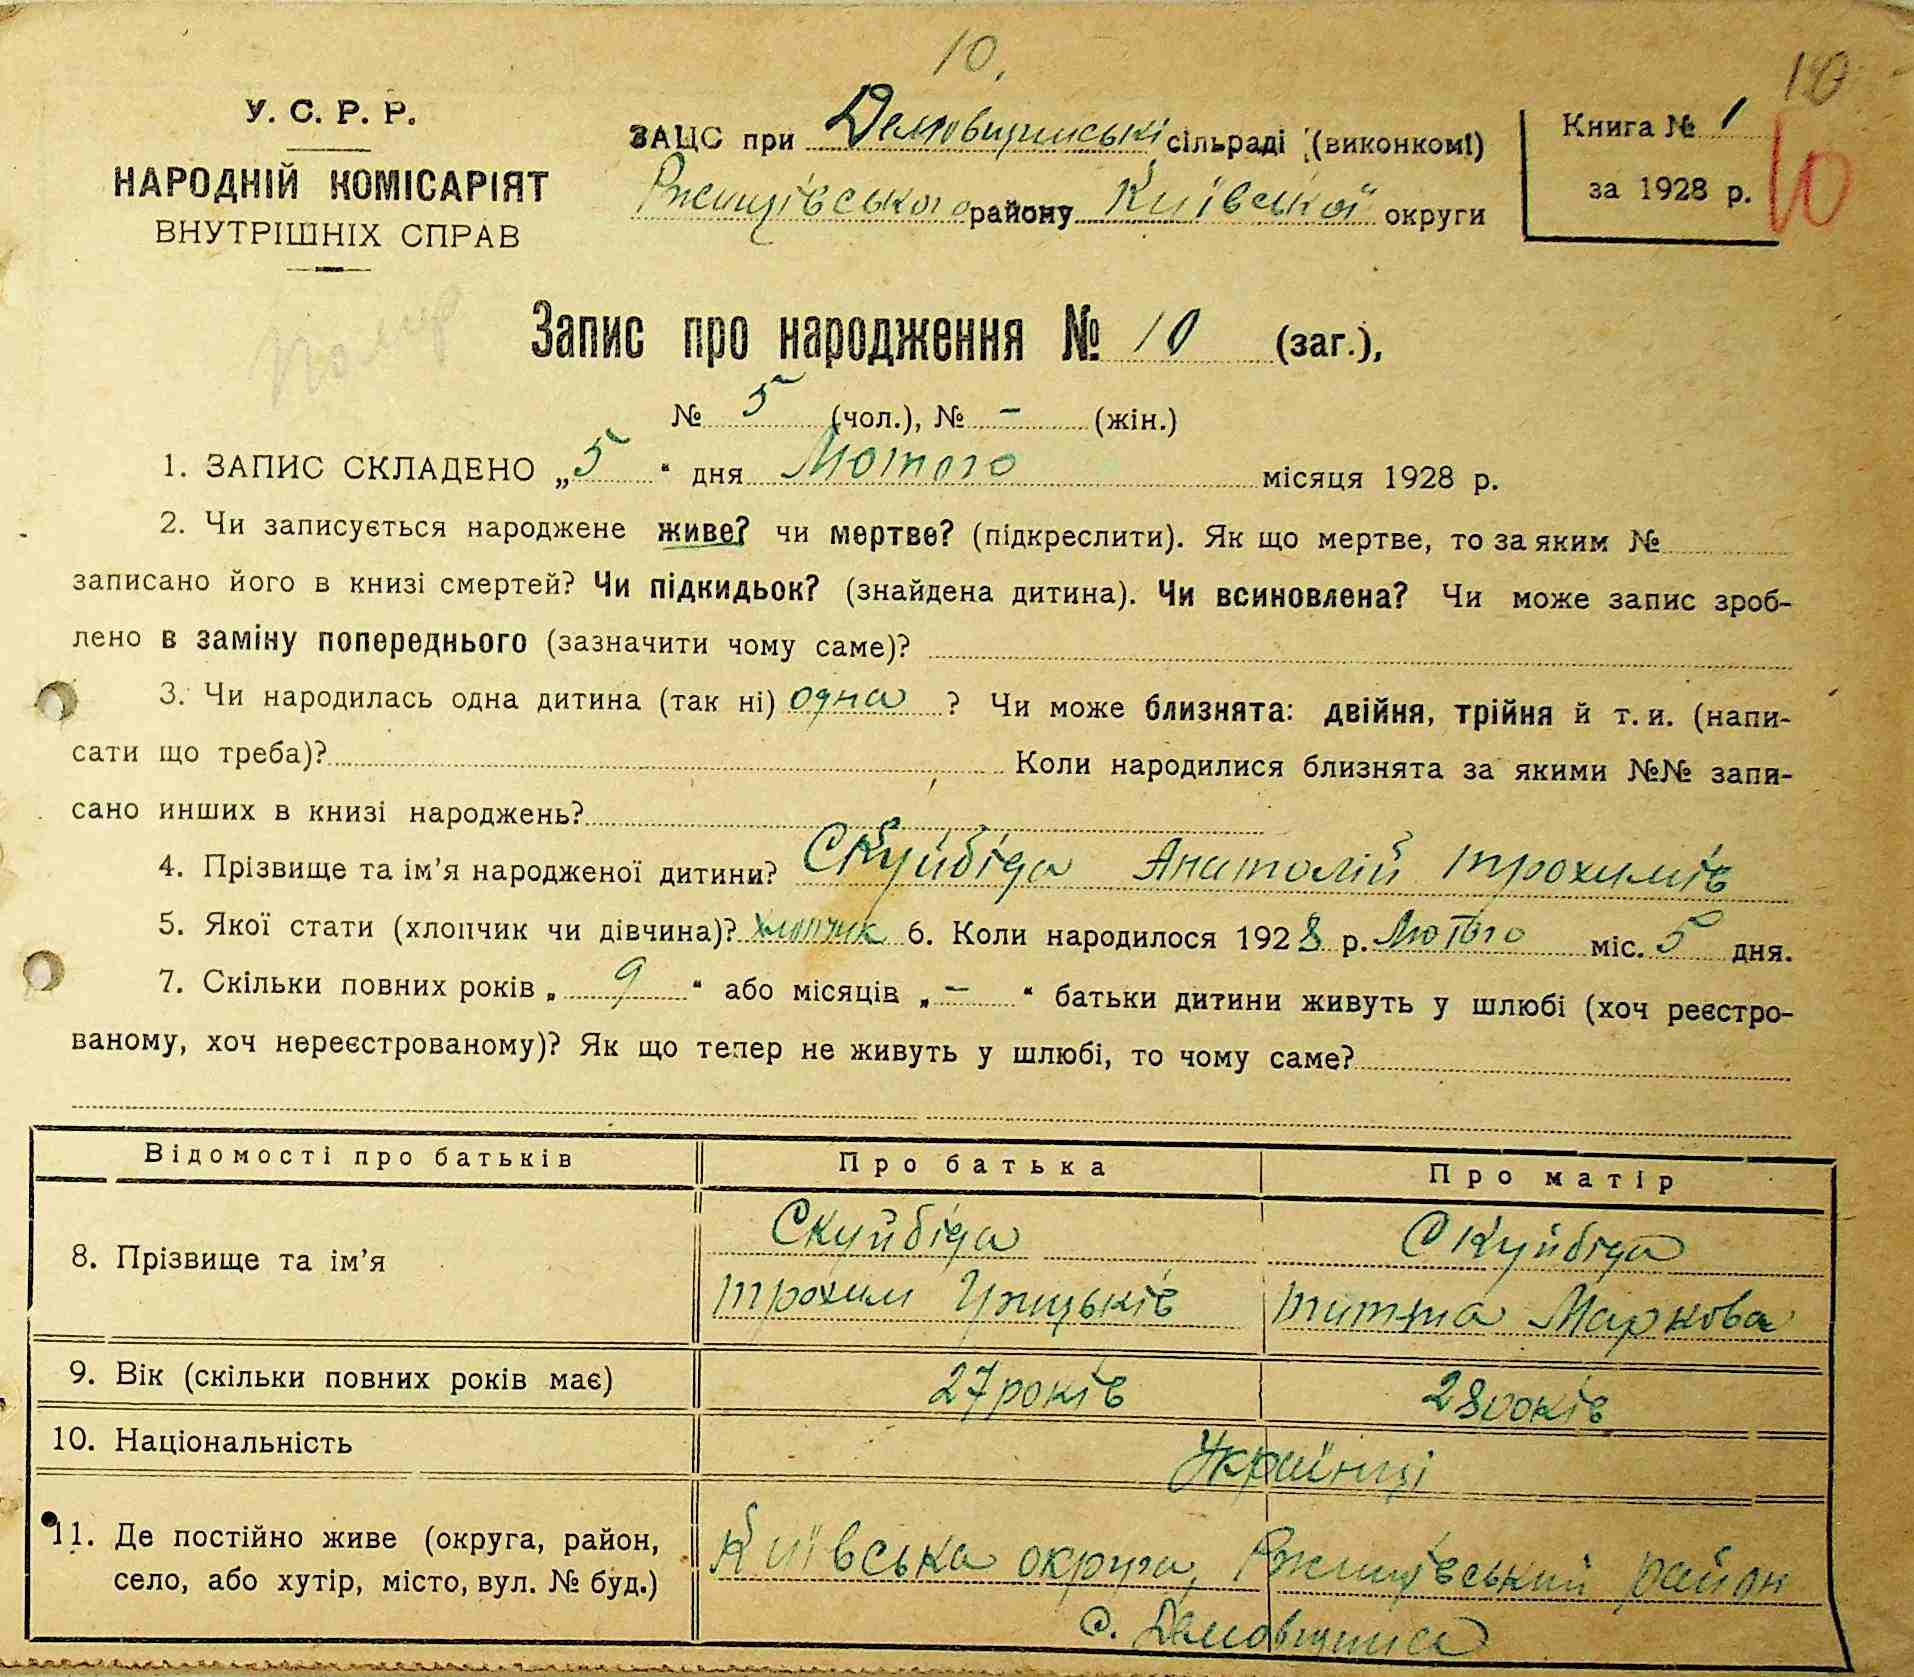 10.
10
У. С. Р. Р.
НАРОДНІЙ КОМІСАРІЯТ
ВНУТРІШНІХ СПРАВ
ЗАЦС при Демовщинські сільраді (виконкомі)
Ржищівського району Київської округи
Книга № 1
за 1928 р.
10
Помер
Запис про народження № 10 (заг.),
№ 5 (чол.), № - (жін.)
1. ЗАПИС СКЛАДЕНО „5“ дня Лютого місяця 1928 р.
2. Чи записується народжене живе? чи мертве? (підкреслити). Як що мертве, то за яким №
записано його в книзі смертей? Чи підкидьок? (знайдена дитина). Чи всиновлена? Чи може запис зроб-
лено в заміну попереднього (зазначити чому саме)?
3. Чи народилась одна дитина (так ні) одна ? Чи може близнята: двійня, трійня й т. и. (напи-
сати що треба)? Коли народилися близнята за якими №№ запи-
сано инших в книзі народжень?
4. Прізвище та ім’я народженої дитини? Скуйбіда Анатолій Трохимів
5. Якої стати (хлопчик чи дівчина)? хлопчик 6. Коли народилося 1928 р. Лютого міс. 5 дня.
7. Скільки повних років „ 9 “ або місяців „ - “ батьки дитини живуть у шлюбі (хоч реєстро-
ваному, хоч нереєстрованому)? Як що тепер не живуть у шлюбі, то чому саме?
Відомості про батьків Про батька Про матір
8. Прізвище та ім’я
Скуйбіда Скуйбіда
Трохим Грицьків Маркова
9. Вік (скільки повних років має) 27 років 28 років
10. Національність Українці
11. Де постійно живе (округа, район,
село, або хутір, місто, вул. № буд.)
Київська округа, Ржищівський район
с. Демовщина